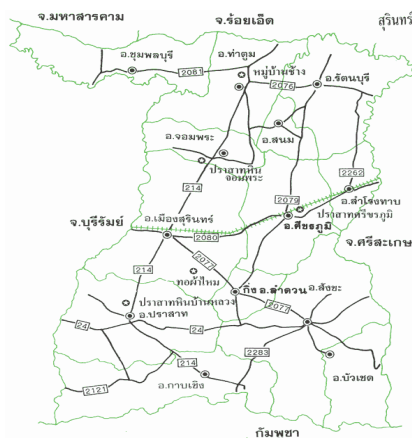 จ.มหาสารคาม
จ.ร้อยเอ็ด
สุรินทร์
อ.ชุมพลบุรี
อ.ท่าตูม
2081
หมู่บ้านช้าง
2076
อ.รัตนบุรี
อ.จอมพระ
อ.สนม
ปราสาทหิน
จอมพระ
214
2079
2262
อ.สำโรงทาบ
ปราสาทศรีขรภูมิ
อ.ศีขรภูมิ
จ.บุรีรัมย์
อ.เมืองสุรินทร์
2080
จ.ศรีสะเกษ
2077
214
ทอผ้าไหม
กิ่ง อ.ลำดวน
อ.สังขะ
2077
ปราสาทหินบ้านพลวง
อ.ปราสาท
24
24
214
2283
2121
อ.กาบเชิง
อ.บัวเชด
กัมพูชา